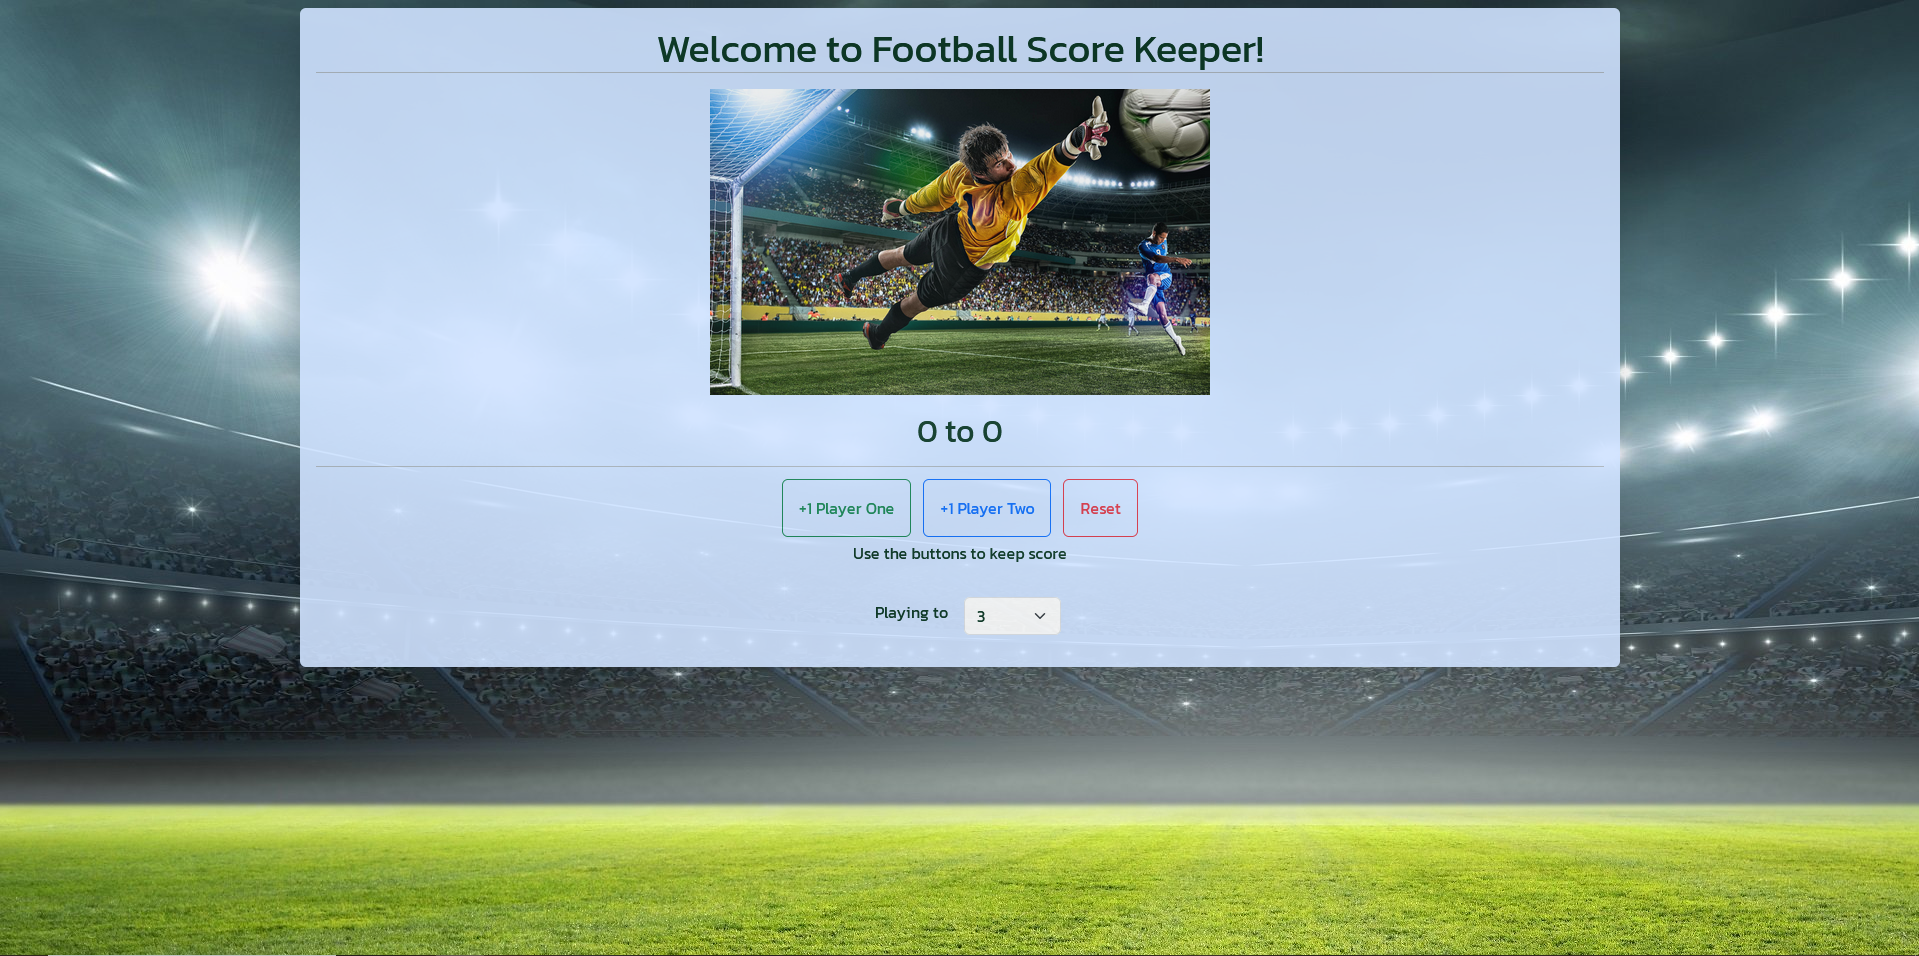 Welcome to Football Score Keeper!
0 to 0
+1 Player One +1 Player Two Reset
Use the buttons to keep score
Playing to 3